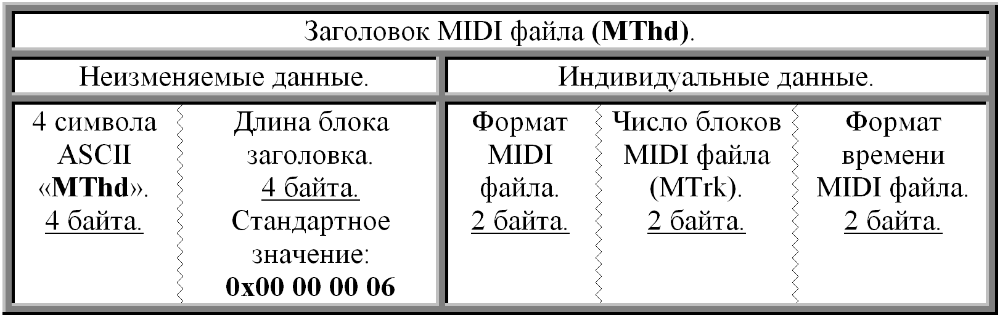 Заголовок MIDI файла (MThd).
Неизменяемые данные.
Индивидуальные данные.
4 символа
ASCII
«MThd».
4 байта.
Длина блока
заголовка.
4 байта.
Стандартное
значение:
0x00 00 00 06
Формат
MIDI
файла.
2 байта.
Число блоков
MIDI файла
(MTrk).
2 байта.
Формат
времени
MIDI файла.
2 байта.